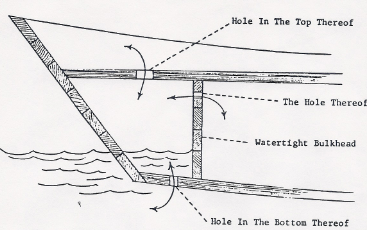 Hole In The Top Thereof
The Hole Thereof
Watertight Bulkhead
Hole In The Bottom Thereof